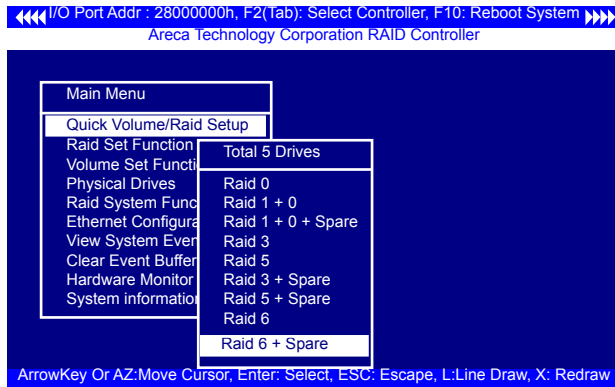 I/O Port Addr : 28000000h, F2(Tab): Select Controller, F10: Reboot System
Areca Technology Corporation RAID Controller
Main Menu
Quick Volume/Raid Setup
Raid Set Function
Volume Set Functi
Physical Drives
Raid System Func
Ethernet Configura
View System Even
Clear Event Buffer
Hardware Monitor
System information
Total 5 Drives
Raid 0
Raid 1 + 0
Raid 1 + 0 + Spare
Raid 3
Raid 5
Raid 3 + Spare
Raid 5 + Spare
Raid 6
Raid 6 + Spare
ArrowKey Or AZ:Move Cursor, Enter: Select, ESC: Escape, L:Line Draw, X: Redraw